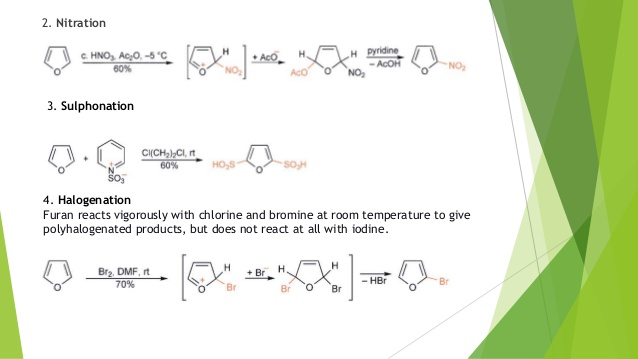 2. Nitration
c. HNO3, Ac2O, –5 °C
60%
O
+
H
NO2
+ AcO⁻
H
AcO
O
H
NO2
pyridine
– AcOH
O
NO2
3. Sulphonation
O
+
N
+
SO3⁻
Cl(CH2)2Cl, rt
60%
HO3S
O
SO3H
4. Halogenation
Furan reacts vigorously with chlorine and bromine at room temperature to give
polyhalogenated products, but does not react at all with iodine.
O
Br2, DMF, rt
70%
O
+
H
Br
+ Br⁻
H
Br
O
H
Br
– HBr
O
Br